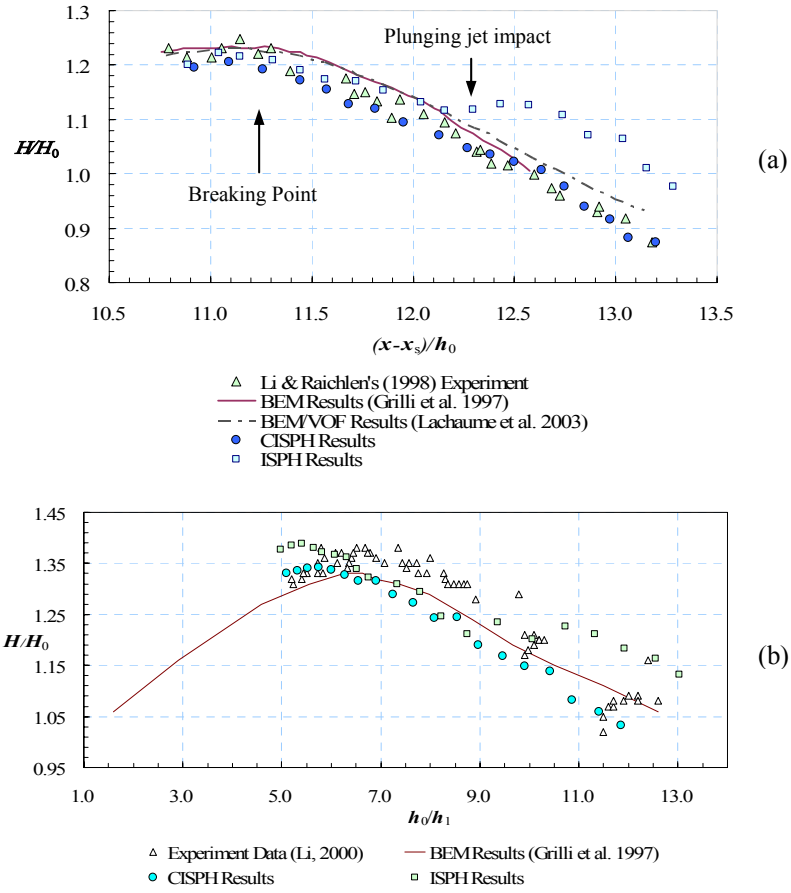 1.3
1.2
1.1
1.0
0.9
0.8
H/H0
Plunging jet impact
Breaking Point
(a)
10.5 11.0 11.5 12.0 12.5 13.0 13.5
(x-xs)/h0
Li & Raichlen's (1998) Experiment
BEM Results (Grilli et al. 1997)
BEM/VOF Results (Lachaume et al. 2003)
CISPH Results
ISPH Results
1.45
1.35
1.25
1.15
1.05
0.95
H/H0
(b)
1.0 3.0 5.0 7.0 9.0 11.0 13.0
h0/h1
Experiment Data (Li, 2000) BEM Results (Grilli et al. 1997)
CISPH Results ISPH Results